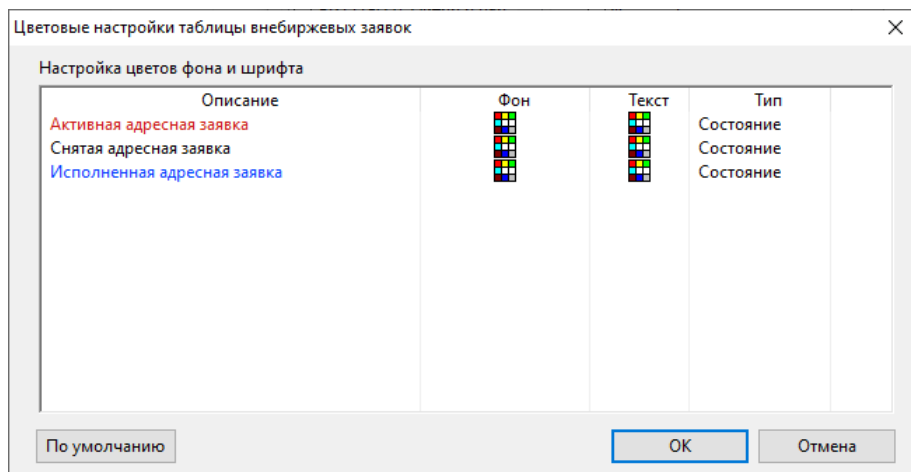 Цветовые настройки таблицы внебиржевых заявок
Настройка цветов фона и шрифта
Описание Фон Текст Тип
Активная адресная заявка Состояние
Снятая адресная заявка Состояние
Исполненная адресная заявка Состояние
По умолчанию OK Отмена